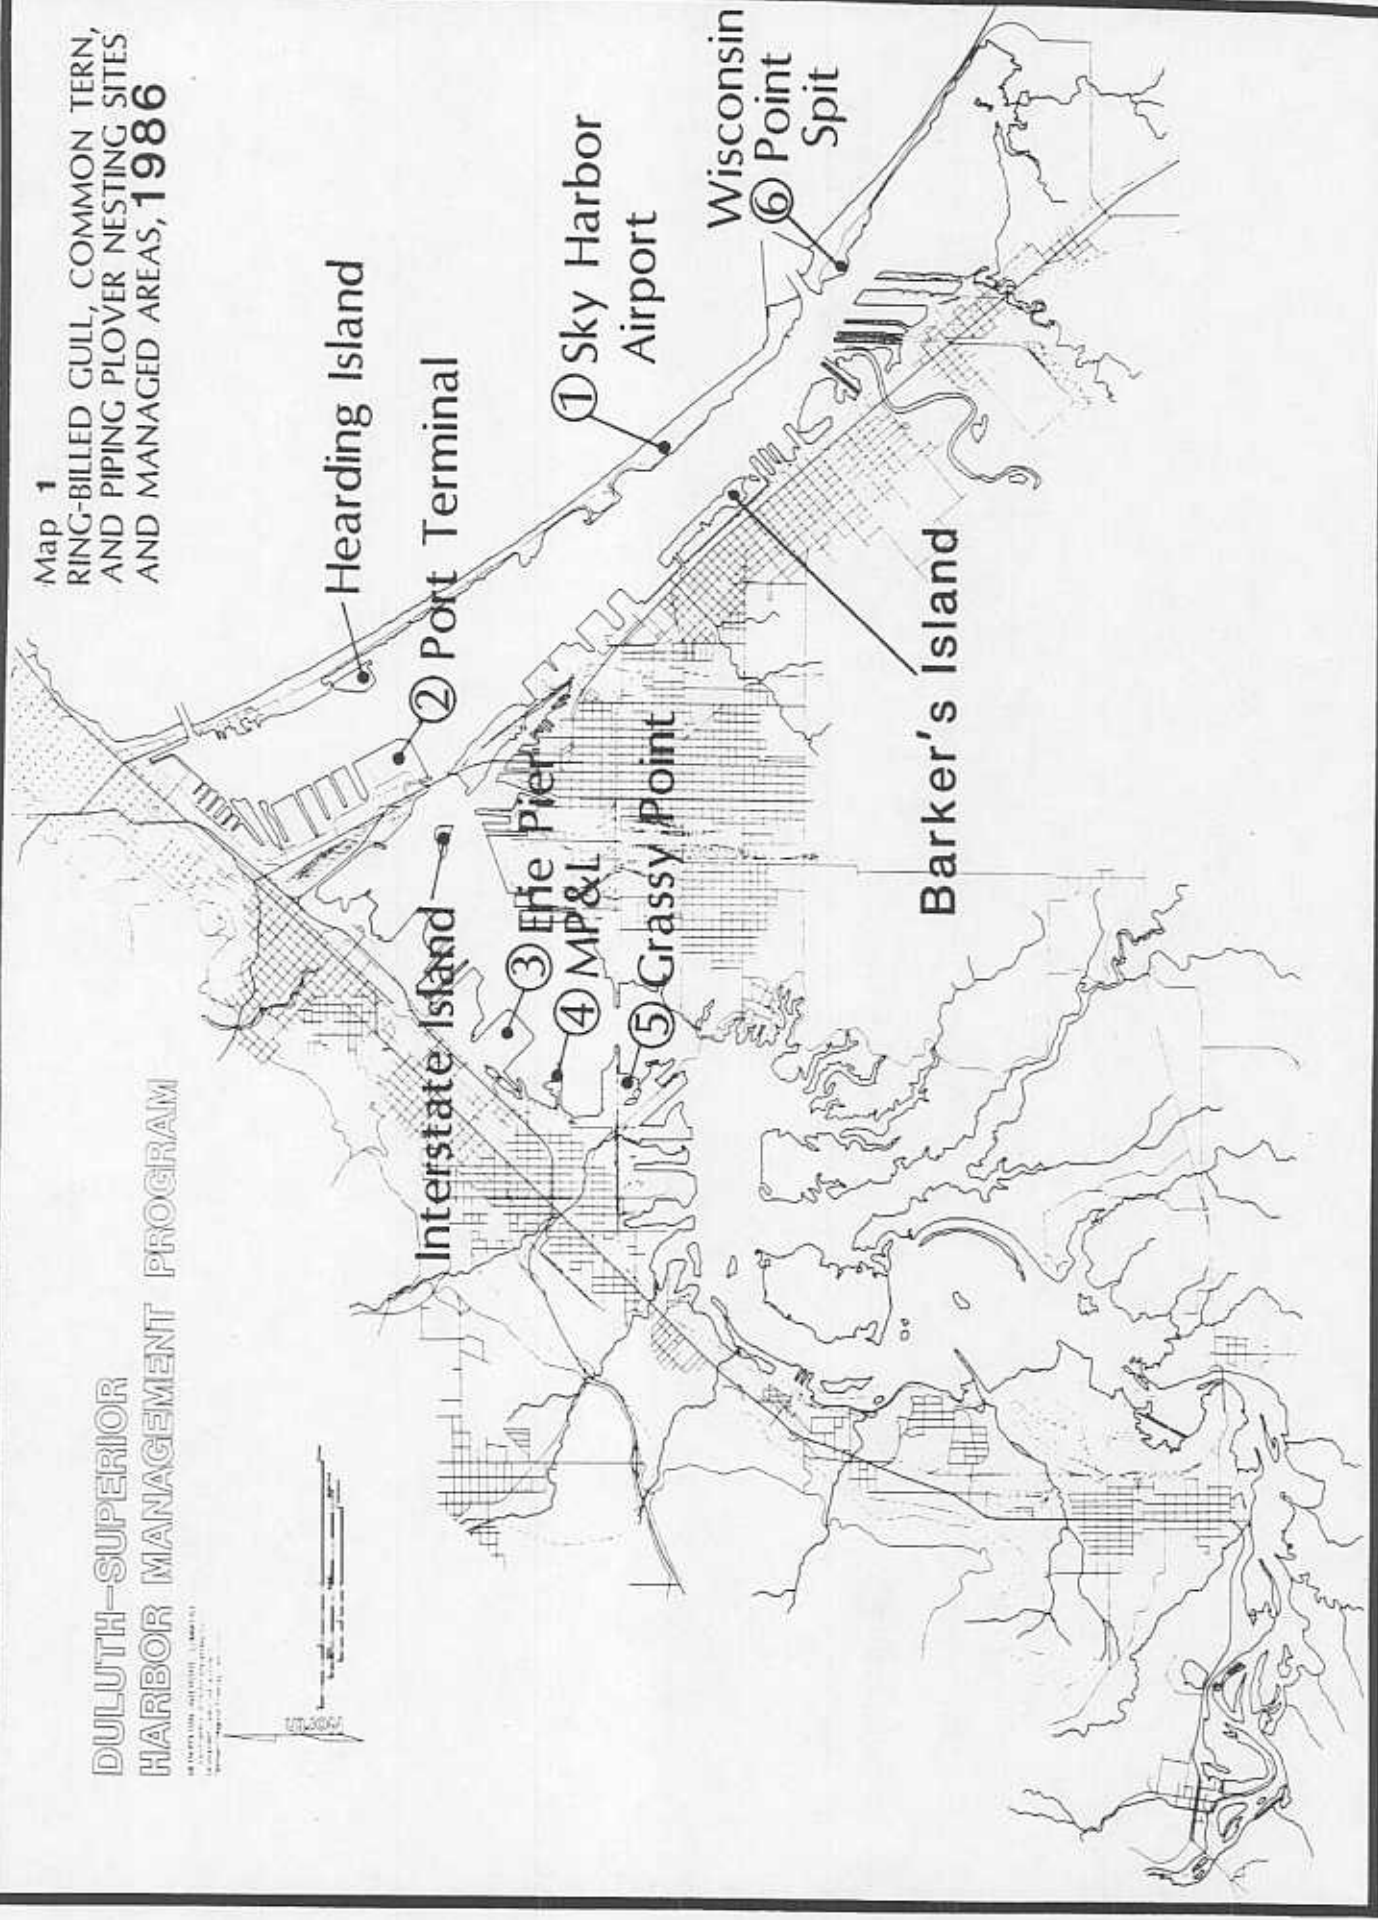 Map 1
RING-BILLED GULL, COMMON TERN,
AND PIPING PLOVER NESTING SITES
AND MANAGED AREAS, 1986
DULUTH-SUPERIOR
HARBOR MANAGEMENT PROGRAM
NORTH
Hearding Island
② Port Terminal
① Sky Harbor
Airport
Wisconsin
⑥ Point
Spit
Interstate Island
③ Erie Pier
④ MP&L
⑤ Grassy Point
Barker's Island